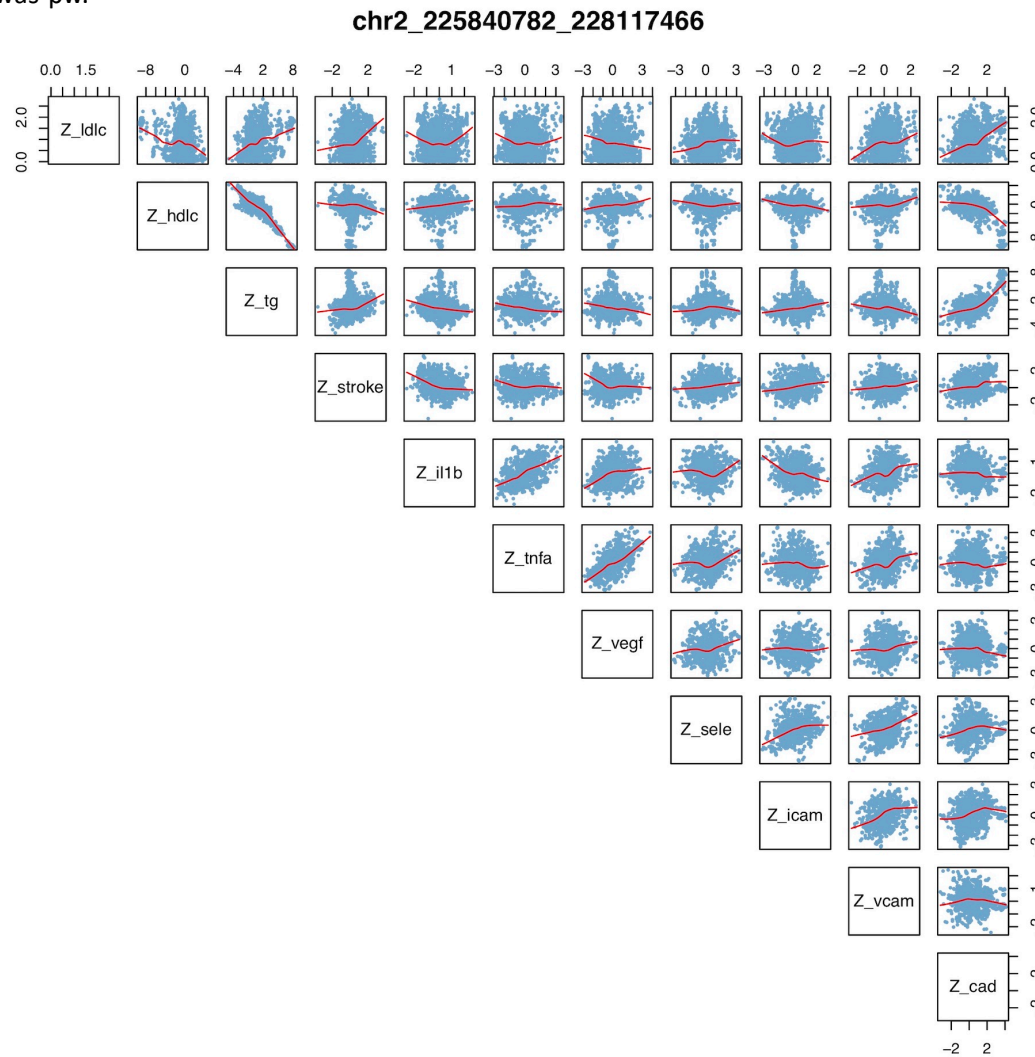 chr2_225840782_228117466
0.0 1.5 −8 0 −4 2 8 −2 2 −2 1 −3 0 3 −3 0 3 −3 0 3 −3 0 2 −2 0 2 −2 2
0.0 2.0 Z_ldlc
Z_hdlc
Z_tg
Z_stroke
Z_il1b
Z_tnfa
Z_vegf
Z_sele
Z_icam
Z_vcam
Z_cad
−2 2